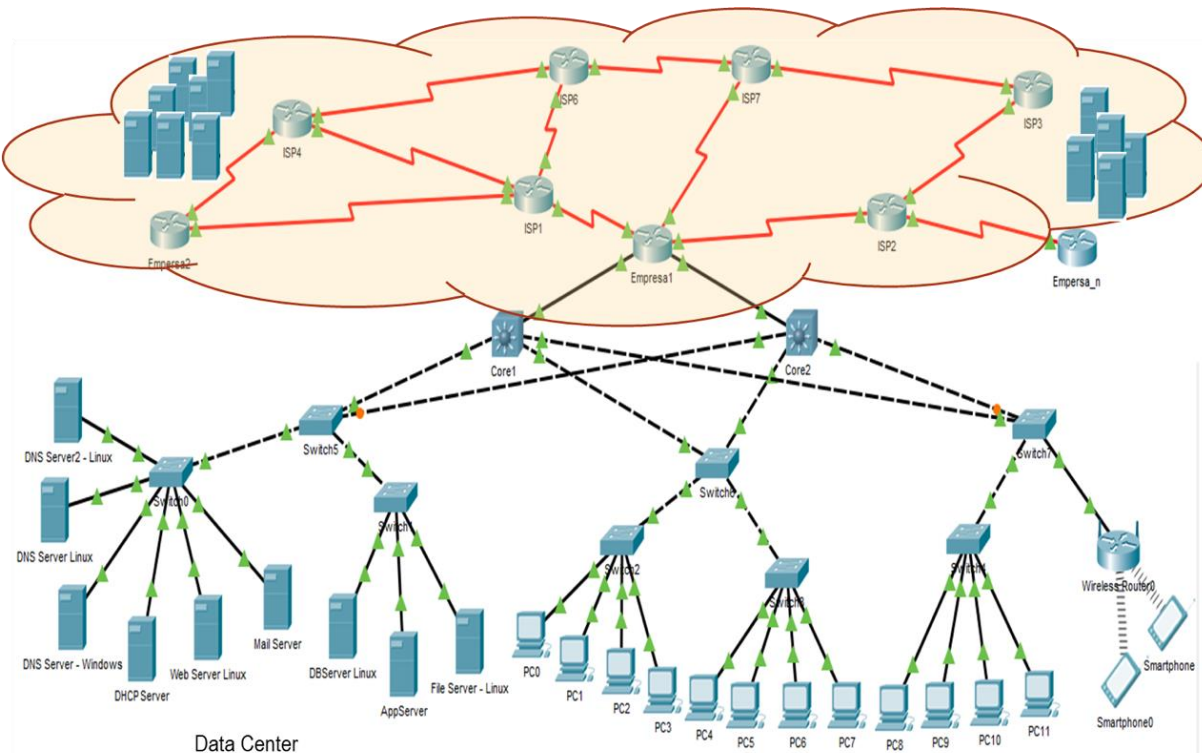 ISP6
ISP7
ISP3
ISP4
ISP1
ISP2
Empersa2
Empresa1
Empersa_n
Core1
Core2
Switch5
Switch7
DNS Server2 - Linux
Switch6
Switch0
Switch1
DNS Server Linux
Switch2
Switch4
Switch3
Wireless Router0
DNS Server - Windows
DHCP Server
Web Server Linux
Mail Server
DBServer Linux
AppServer
File Server - Linux
PC0
PC1
PC2
PC3
PC4
PC5
PC6
PC7
PC8
PC9
PC10
PC11
Smartphone
Smartphone0
Data Center